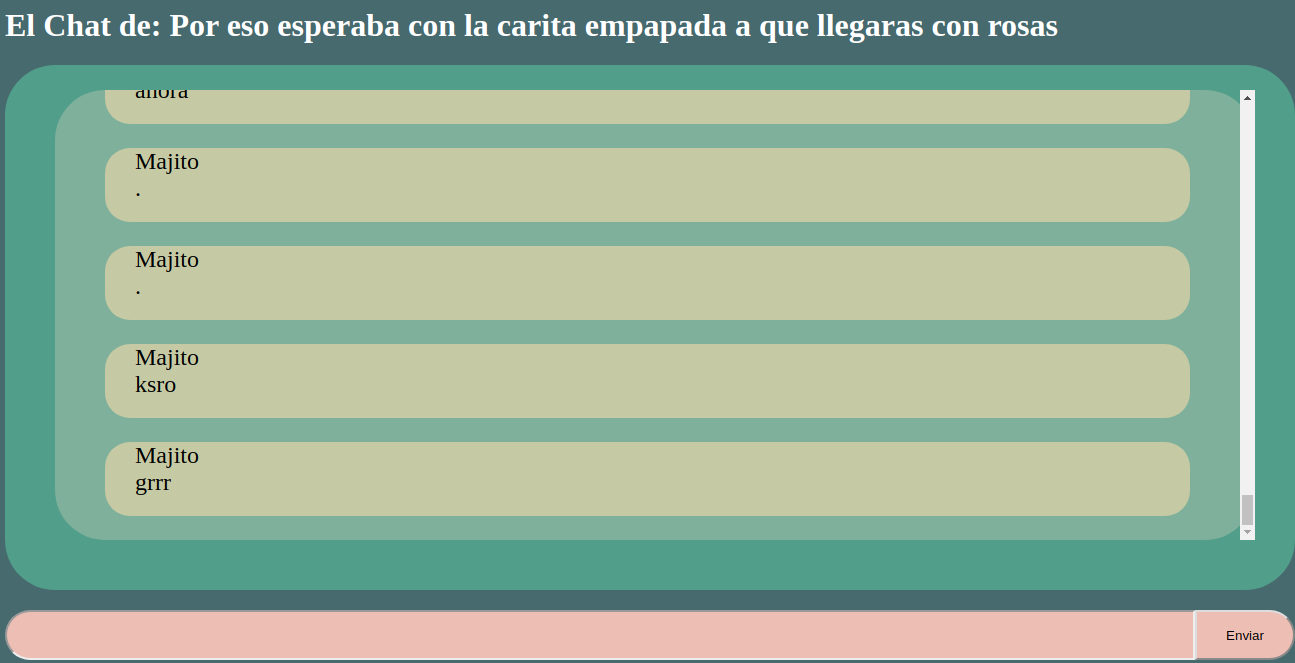 El Chat de: Por eso esperaba con la carita empapada a que llegaras con rosas
ahora
Majito
.
Majito
.
Majito
ksro
Majito
grrr
Enviar